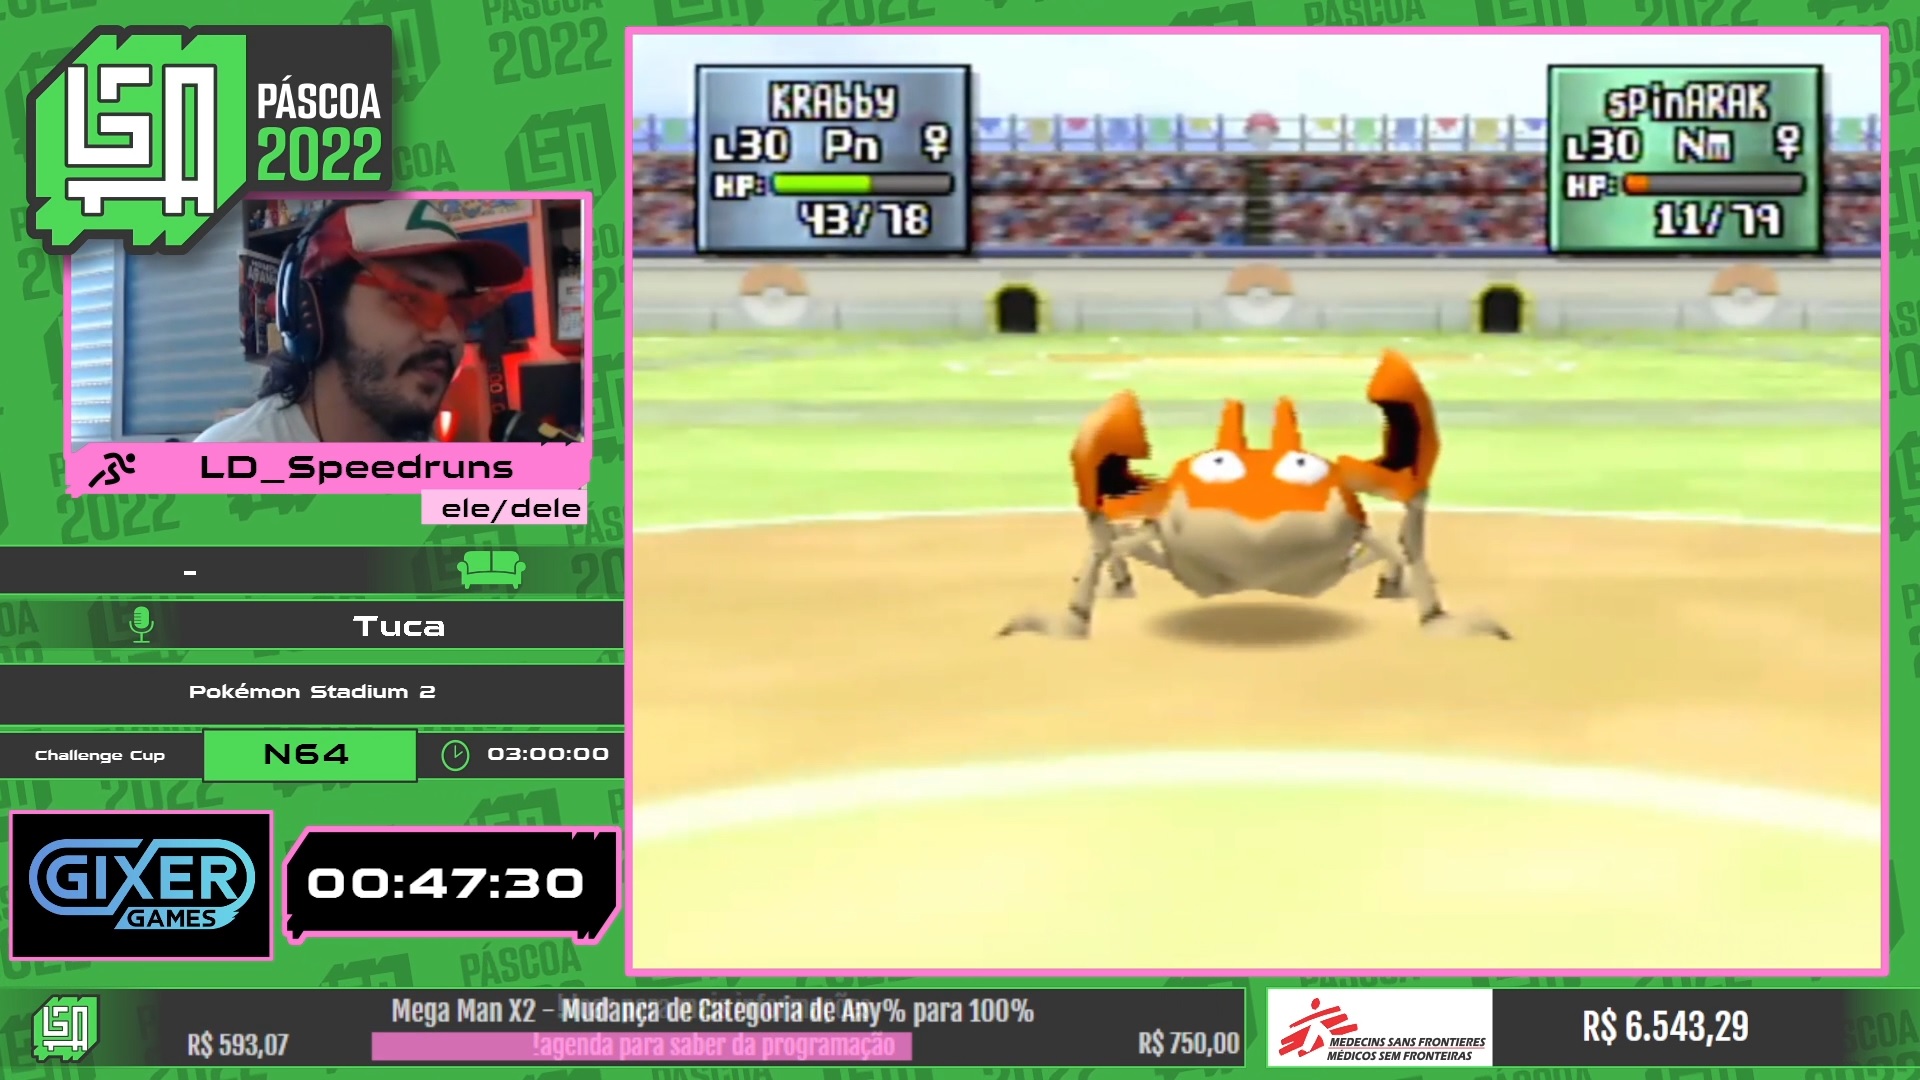 PÁSCOA
2022
LD_Speedruns
ele/dele
-
Tuca
Pokémon Stadium 2
Challenge Cup
N64
03:00:00
GIXER
GAMES
00:47:30
KRAbby
L30 Pn ♀
HP:
43/78
spinARAK
L30 Nm ♀
HP:
11/79
Mega Man X2 - Mudança de Categoria de Any% para 100%
R$ 593,07
!agenda para saber da programação
R$ 750,00
MEDECINS SANS FRONTIERES
MÉDICOS SEM FRONTEIRAS
R$ 6.543,29